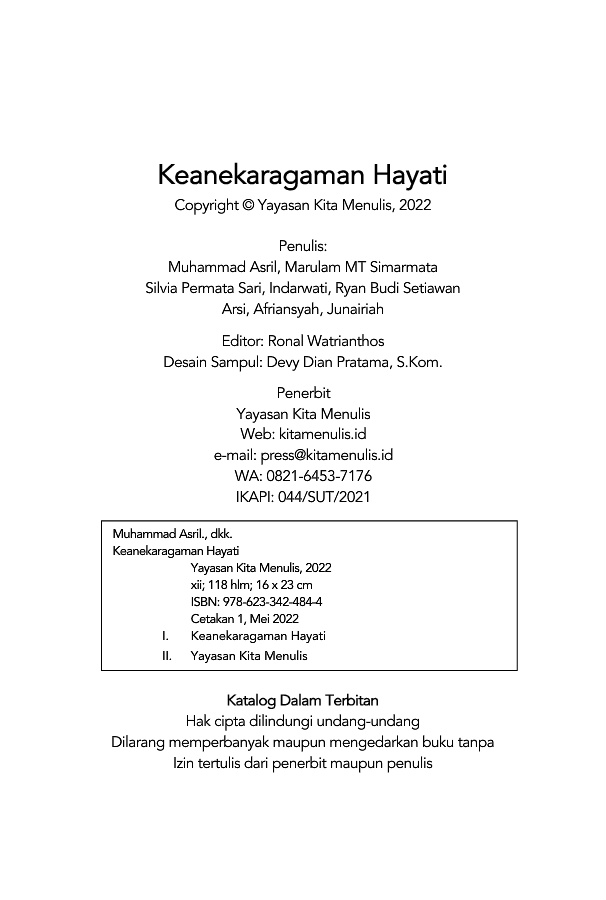 Keanekaragaman Hayati
Copyright © Yayasan Kita Menulis, 2022
Penulis:
Muhammad Asril, Marulam MT Simarmata
Silvia Permata Sari, Indarwati, Ryan Budi Setiawan
Arsi, Afriansyah, Junairiah
Editor: Ronal Watrianthos
Desain Sampul: Devy Dian Pratama, S.Kom.
Penerbit
Yayasan Kita Menulis
Web: kitamenulis.id
e-mail: press@kitamenulis.id
WA: 0821-6453-7176
IKAPI: 044/SUT/2021
Muhammad Asril., dkk.
Keanekaragaman Hayati
Yayasan Kita Menulis, 2022
xii; 118 hlm; 16 x 23 cm
ISBN: 978-623-342-484-4
Cetakan 1, Mei 2022
I. Keanekaragaman Hayati
II. Yayasan Kita Menulis
Katalog Dalam Terbitan
Hak cipta dilindungi undang-undang
Dilarang memperbanyak maupun mengedarkan buku tanpa
Izin tertulis dari penerbit maupun penulis